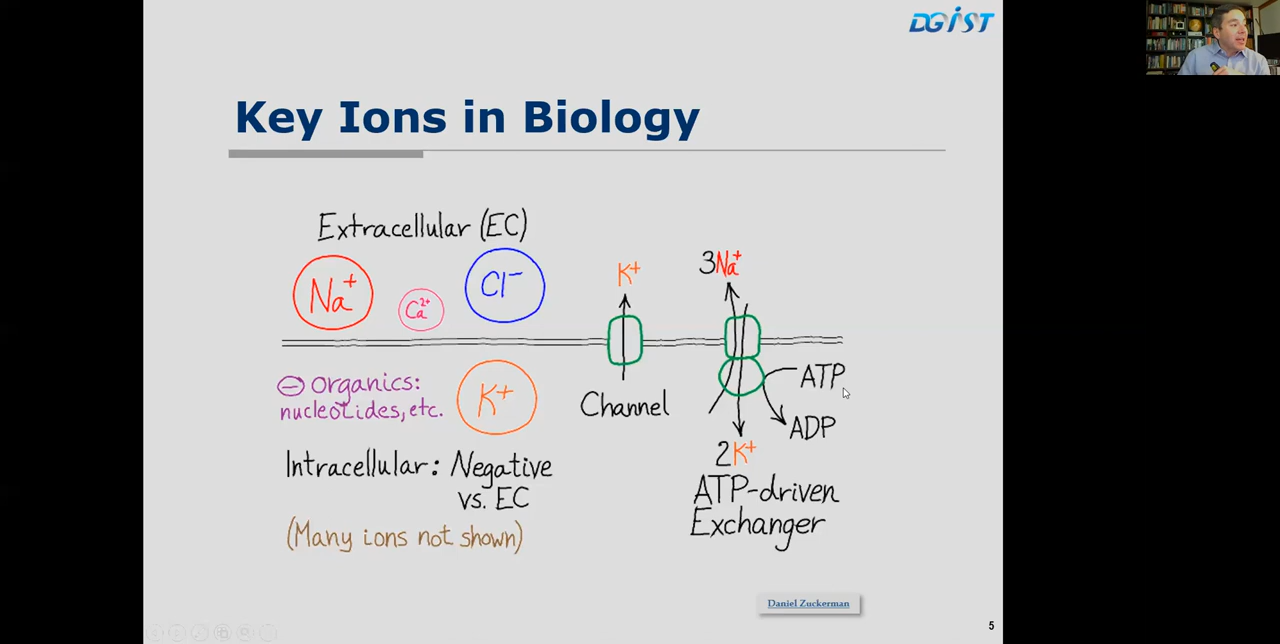 DGIST
Key Ions in Biology
Extracellular (EC)
Na⁺
Ca²⁺
Cl⁻
K⁺
3Na⁺
⊖ Organics:
nucleotides, etc.
K⁺
Channel
ATP
ADP
2K⁺
Intracellular: Negative
vs. EC
ATP-driven
Exchanger
(Many ions not shown)
Daniel Zuckerman
5